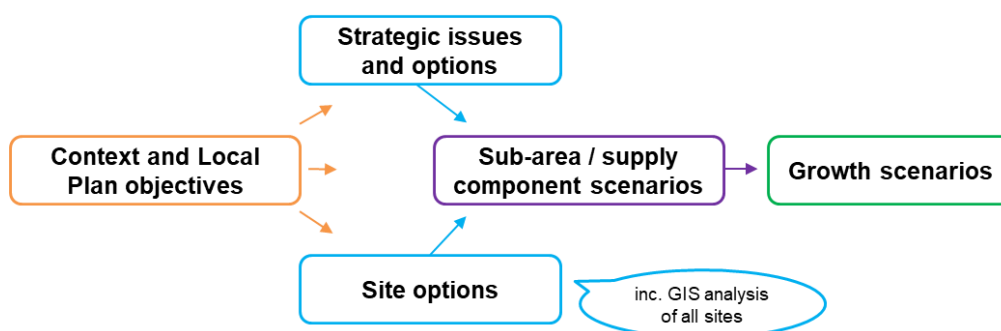 Strategic issues
and options
Context and Local
Plan objectives
Sub-area / supply
component scenarios
Growth scenarios
Site options
inc. GIS analysis
of all sites